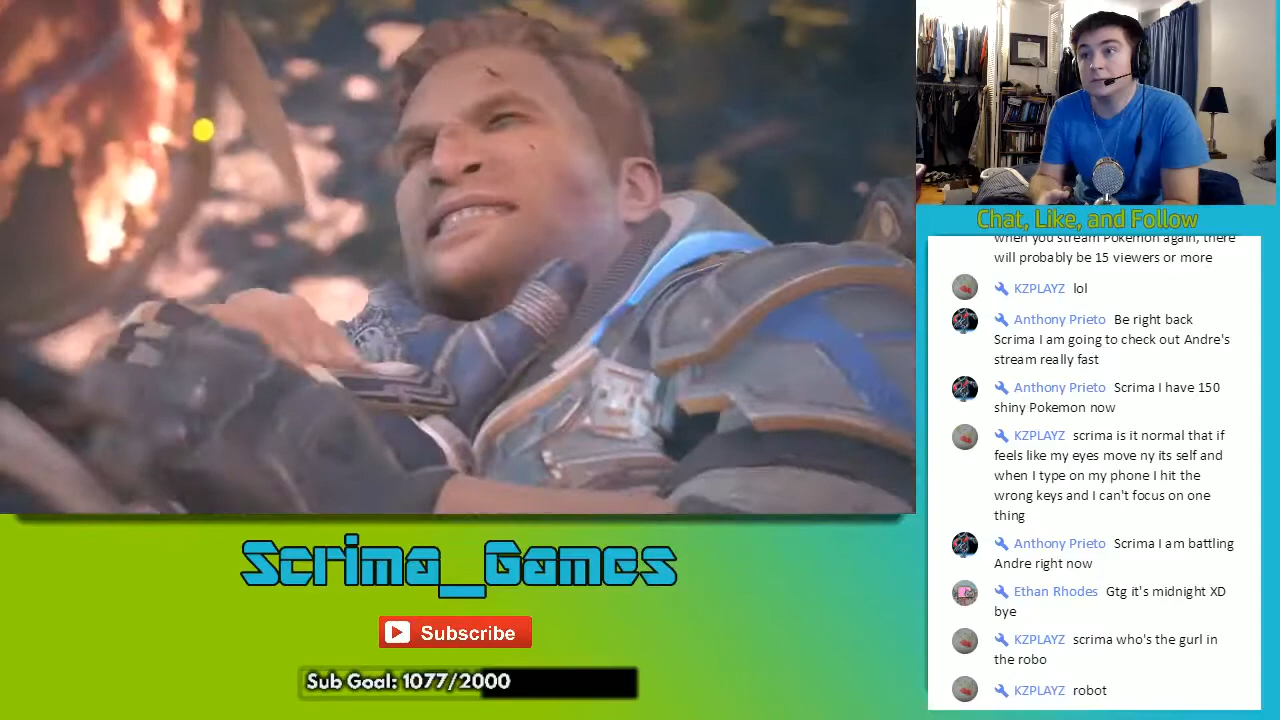 Chat, Like, and Follow
when you stream Pokemon again, there
will probably be 15 viewers or more
KZPLAYZ lol
Anthony Prieto Be right back
Scrima I am going to check out Andre's
stream really fast
Anthony Prieto Scrima I have 150
shiny Pokemon now
KZPLAYZ scrima is it normal that if
feels like my eyes move ny its self and
when I type on my phone I hit the
wrong keys and I can't focus on one
thing
Anthony Prieto Scrima I am battling
Andre right now
Ethan Rhodes Gtg it's midnight XD
bye
KZPLAYZ scrima who's the gurl in
the robo
KZPLAYZ robot
Scrima_Games
Subscribe
Sub Goal: 1077/2000